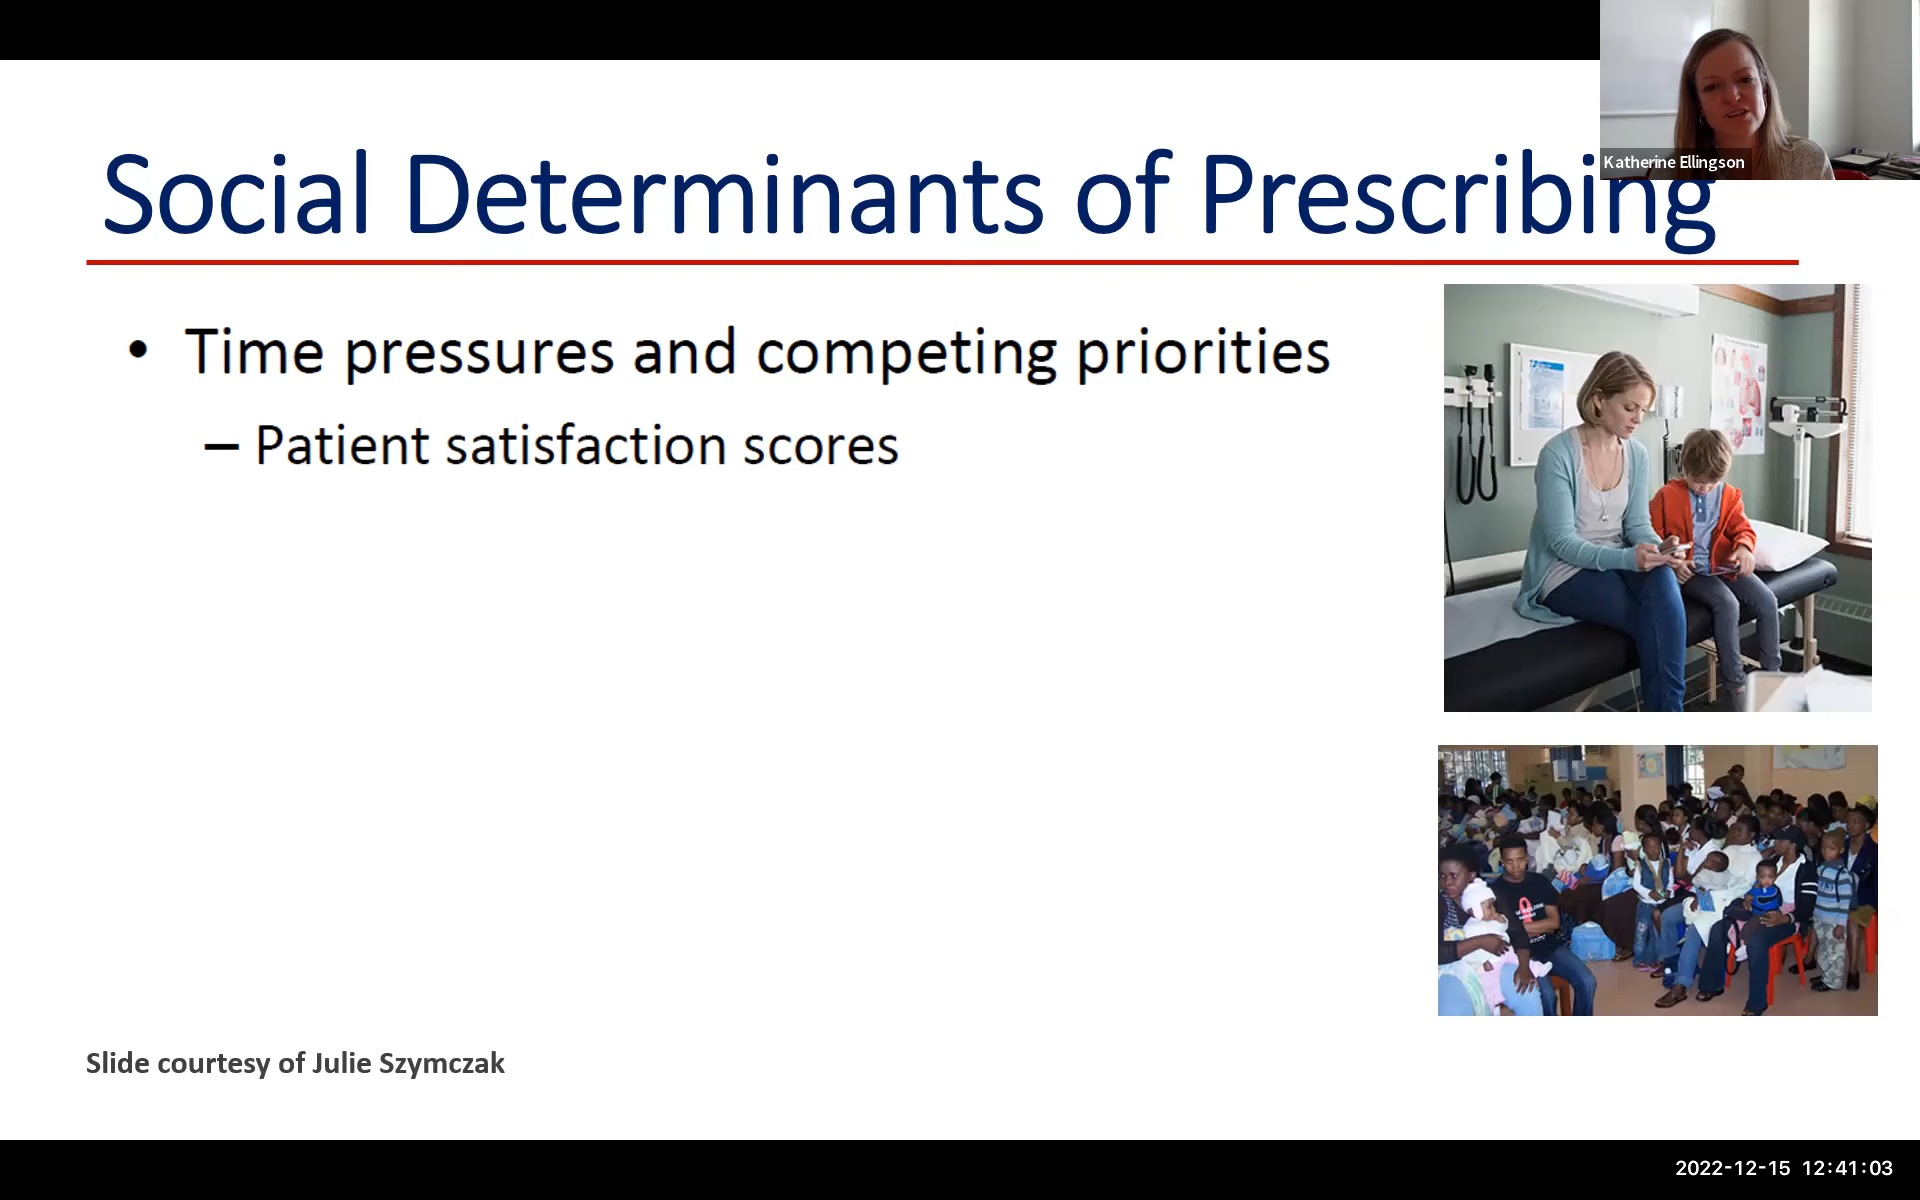 Katherine Ellingson
Social Determinants of Prescribing
• Time pressures and competing priorities
– Patient satisfaction scores
Slide courtesy of Julie Szymczak
2022-12-15 12:41:03